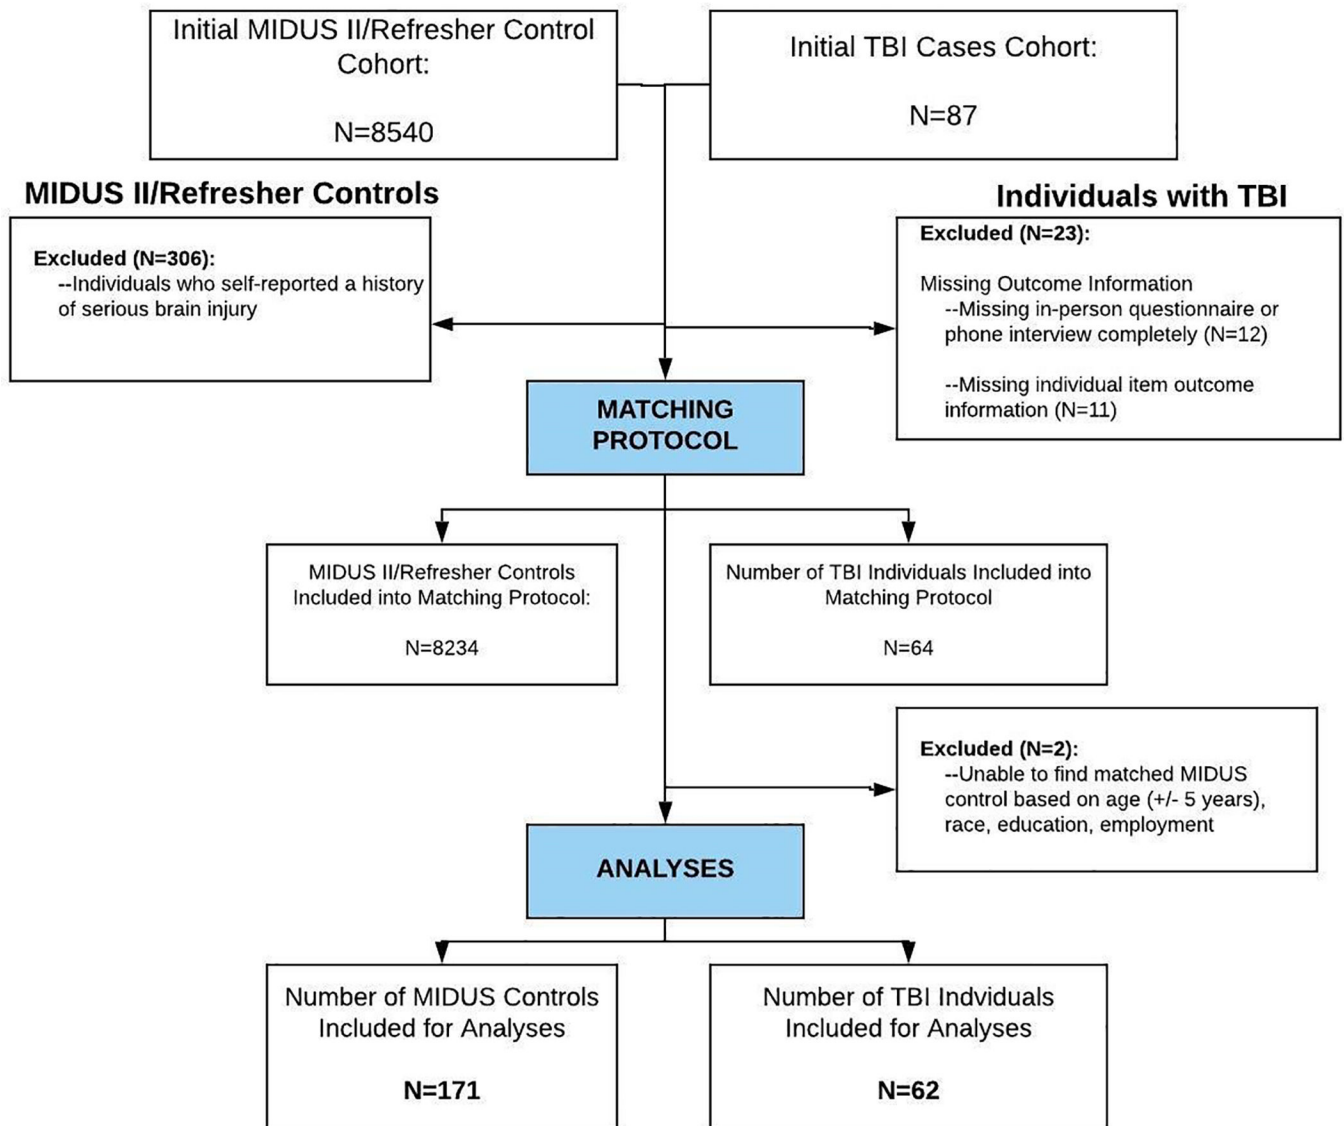 Initial MIDUS II/Refresher Control
Cohort:
N=8540
Initial TBI Cases Cohort:
N=87
MIDUS II/Refresher Controls
Individuals with TBI
Excluded (N=306):
--Individuals who self-reported a history
of serious brain injury
Excluded (N=23):
Missing Outcome Information
--Missing in-person questionnaire or
phone interview completely (N=12)
--Missing individual item outcome
information (N=11)
MATCHING
PROTOCOL
MIDUS II/Refresher Controls
Included into Matching Protocol:
N=8234
Number of TBI Individuals Included into
Matching Protocol
N=64
Excluded (N=2):
--Unable to find matched MIDUS
control based on age (+/- 5 years),
race, education, employment
ANALYSES
Number of MIDUS Controls
Included for Analyses
N=171
Number of TBI Indviduals
Included for Analyses
N=62